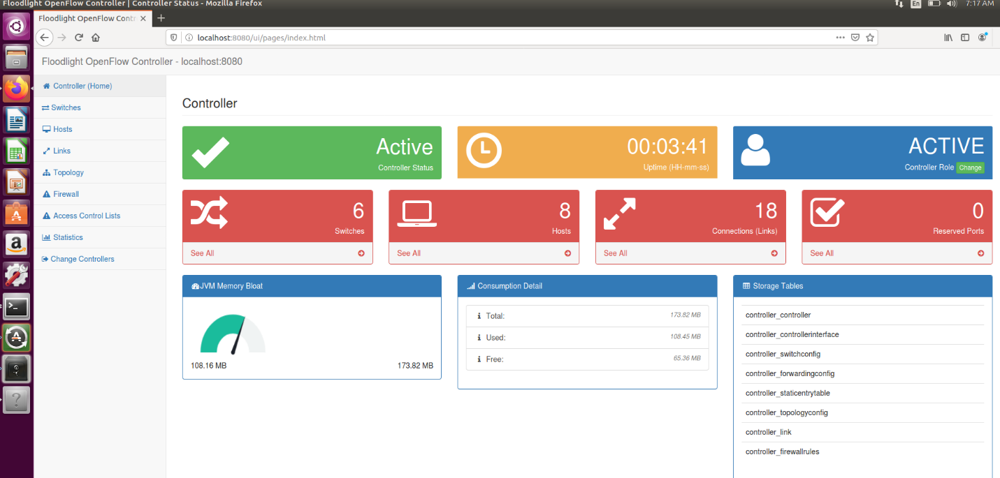 Floodlight OpenFlow Controller | Controller Status - Mozilla Firefox
En
7:17 AM
Floodlight OpenFlow Contr
localhost:8080/ui/pages/index.html
Floodlight OpenFlow Controller - localhost:8080
Controller (Home)
Switches
Hosts
Links
Topology
Firewall
Access Control Lists
Statistics
Change Controllers
Controller
Active
Controller Status
00:03:41
Uptime (HH-mm-ss)
ACTIVE
Controller Role Change
6
Switches
See All
8
Hosts
See All
18
Connections (Links)
See All
0
Reserved Ports
See All
JVM Memory Bloat
108.16 MB
173.82 MB
Consumption Detail
Total: 173.82 MB
Used: 108.45 MB
Free: 65.36 MB
Storage Tables
controller_controller
controller_controllerinterface
controller_switchconfig
controller_forwardingconfig
controller_staticentrytable
controller_topologyconfig
controller_link
controller_firewallrules